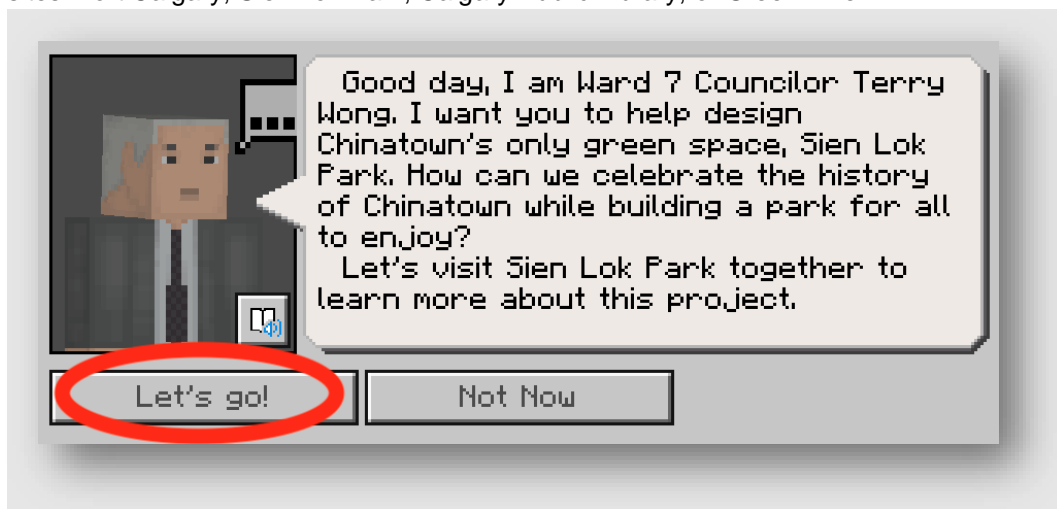 Good day, I am Ward 7 Councilor Terry
Wong. I want you to help design
Chinatown's only green space, Sien Lok
Park. How can we celebrate the history
of Chinatown while building a park for all
to enjoy?
Let's visit Sien Lok Park together to
learn more about this project.
Let's go!
Not Now